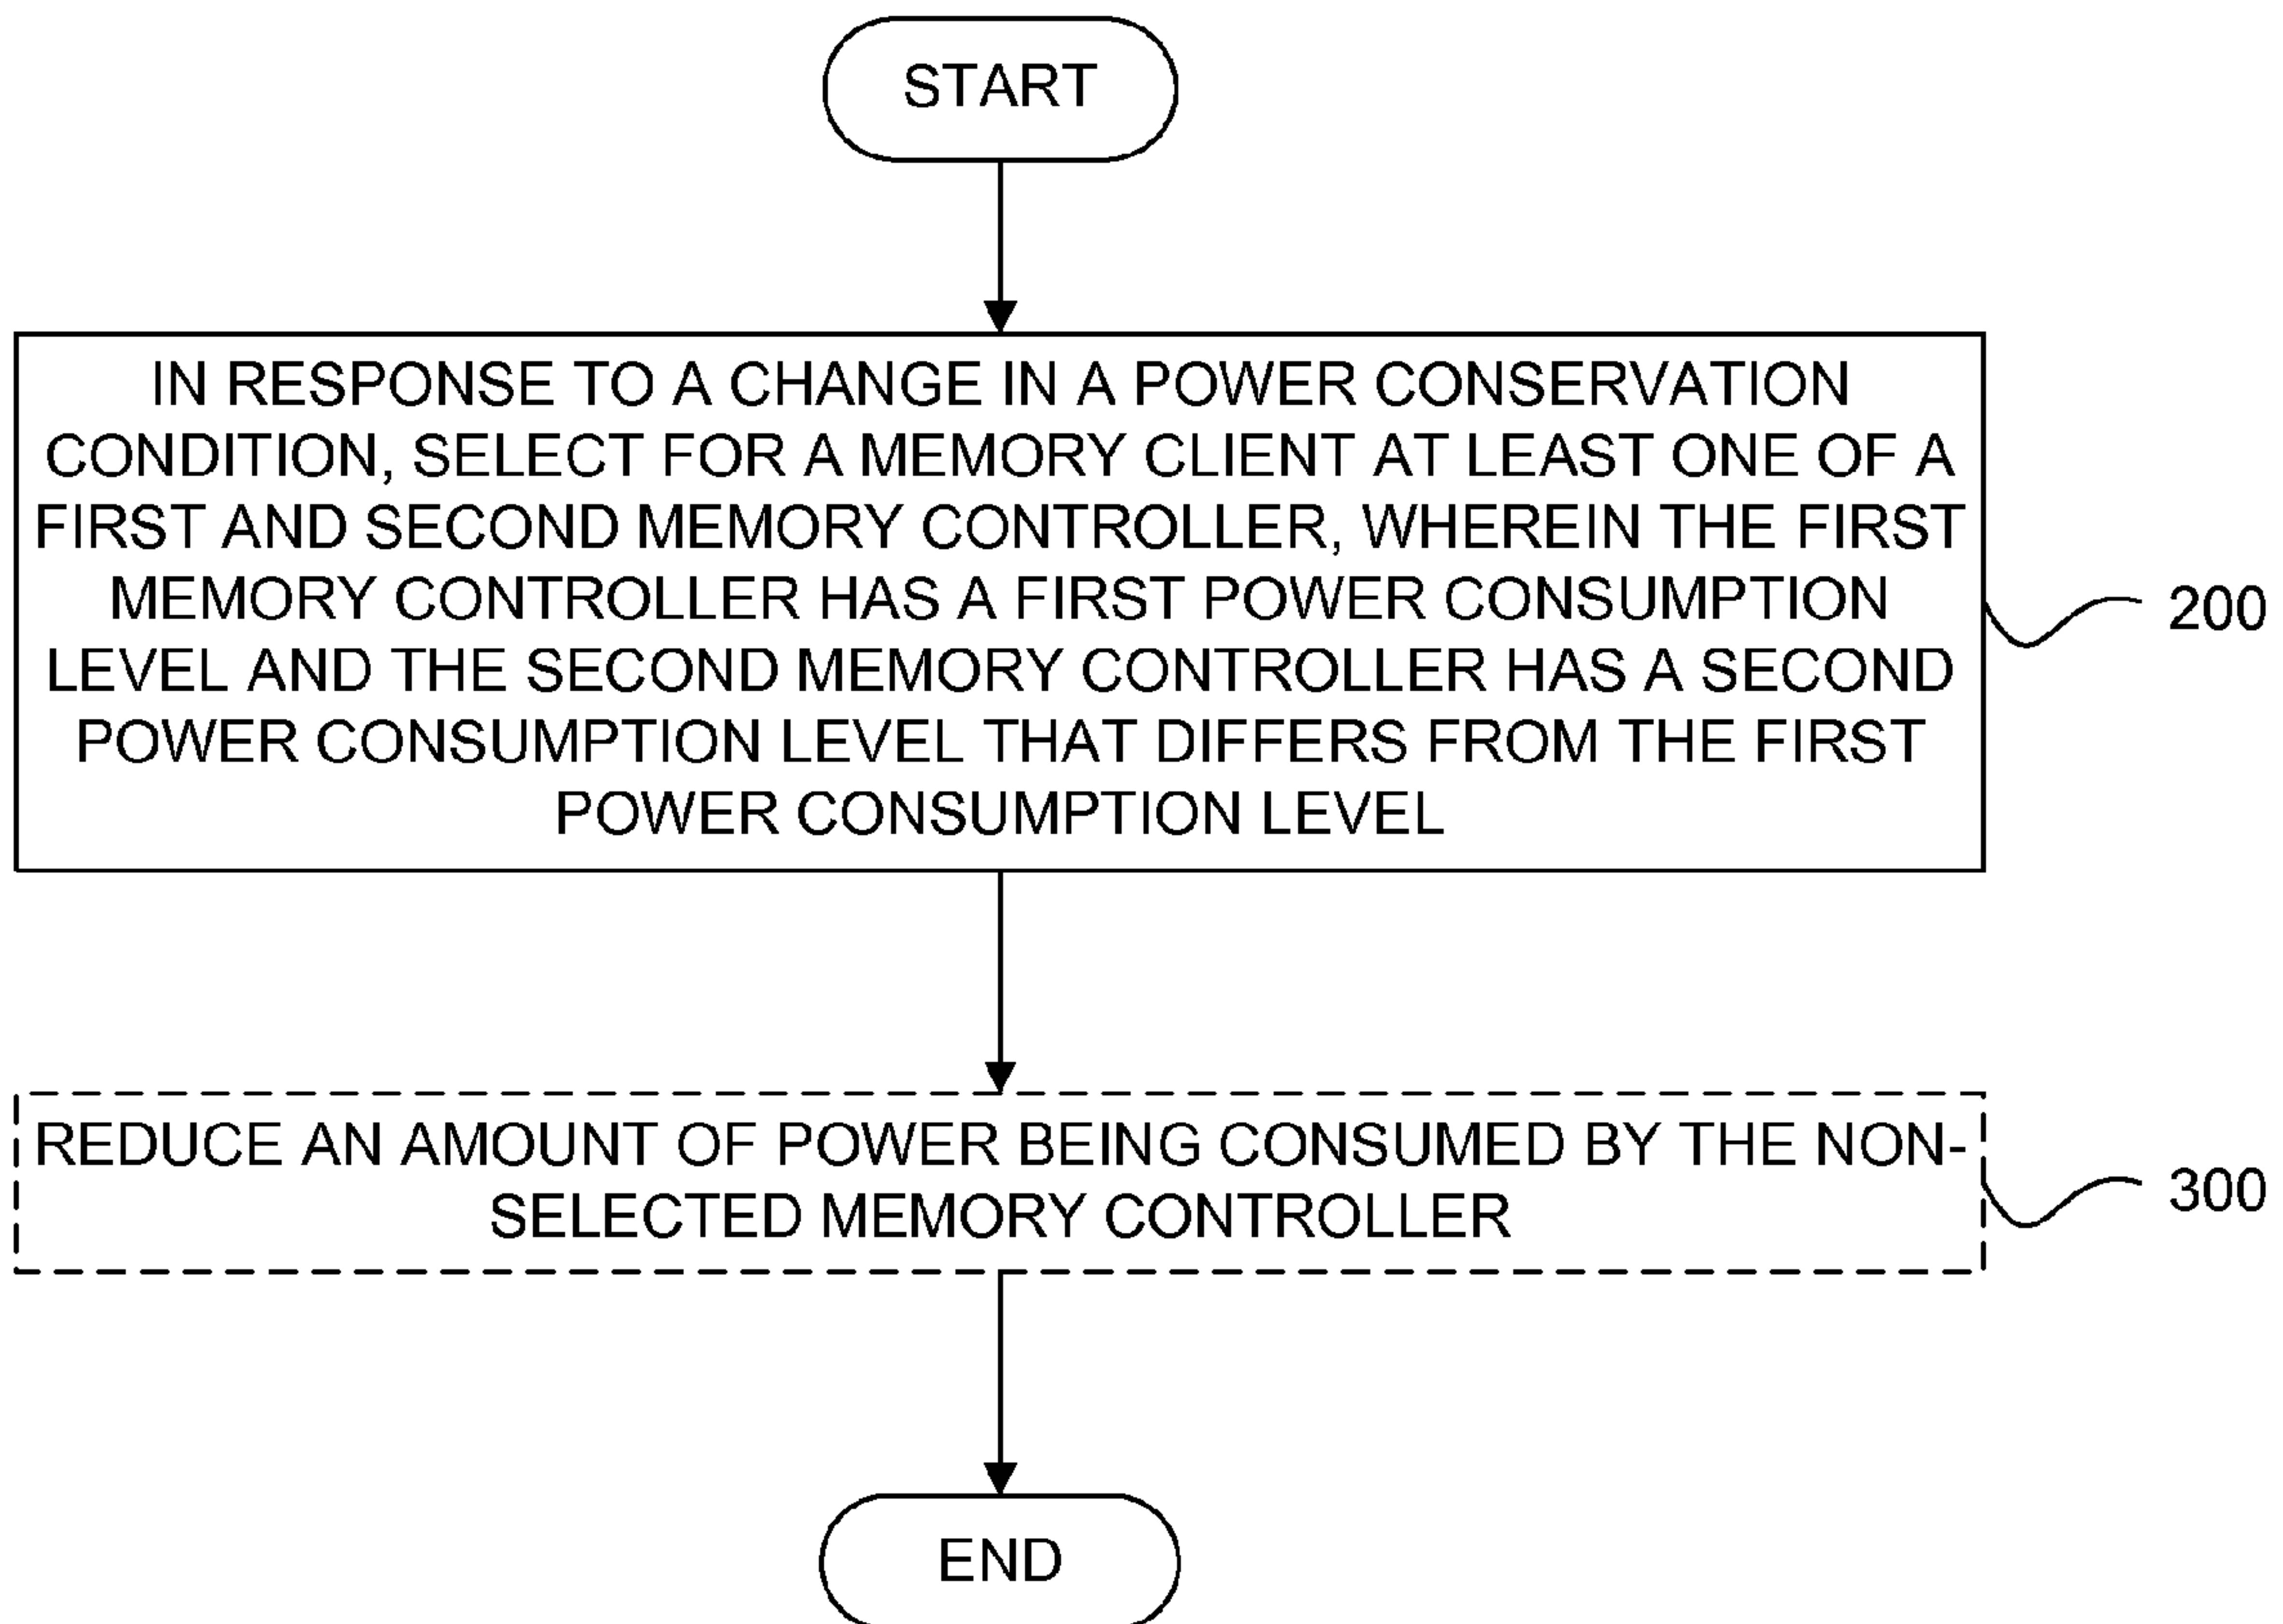 START
IN RESPONSE TO A CHANGE IN A POWER CONSERVATION
CONDITION, SELECT FOR A MEMORY CLIENT AT LEAST ONE OF A
FIRST AND SECOND MEMORY CONTROLLER, WHEREIN THE FIRST
MEMORY CONTROLLER HAS A FIRST POWER CONSUMPTION
LEVEL AND THE SECOND MEMORY CONTROLLER HAS A SECOND
POWER CONSUMPTION LEVEL THAT DIFFERS FROM THE FIRST
POWER CONSUMPTION LEVEL
200
REDUCE AN AMOUNT OF POWER BEING CONSUMED BY THE NON-
SELECTED MEMORY CONTROLLER
300
END